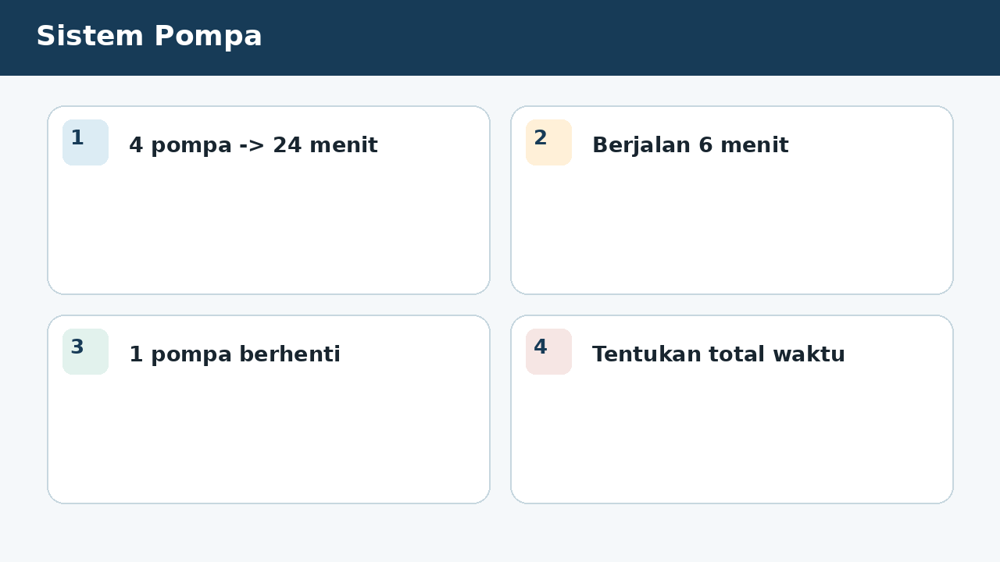 Sistem Pompa
1
4 pompa -> 24 menit
2
Berjalan 6 menit
3
1 pompa berhenti
4
Tentukan total waktu